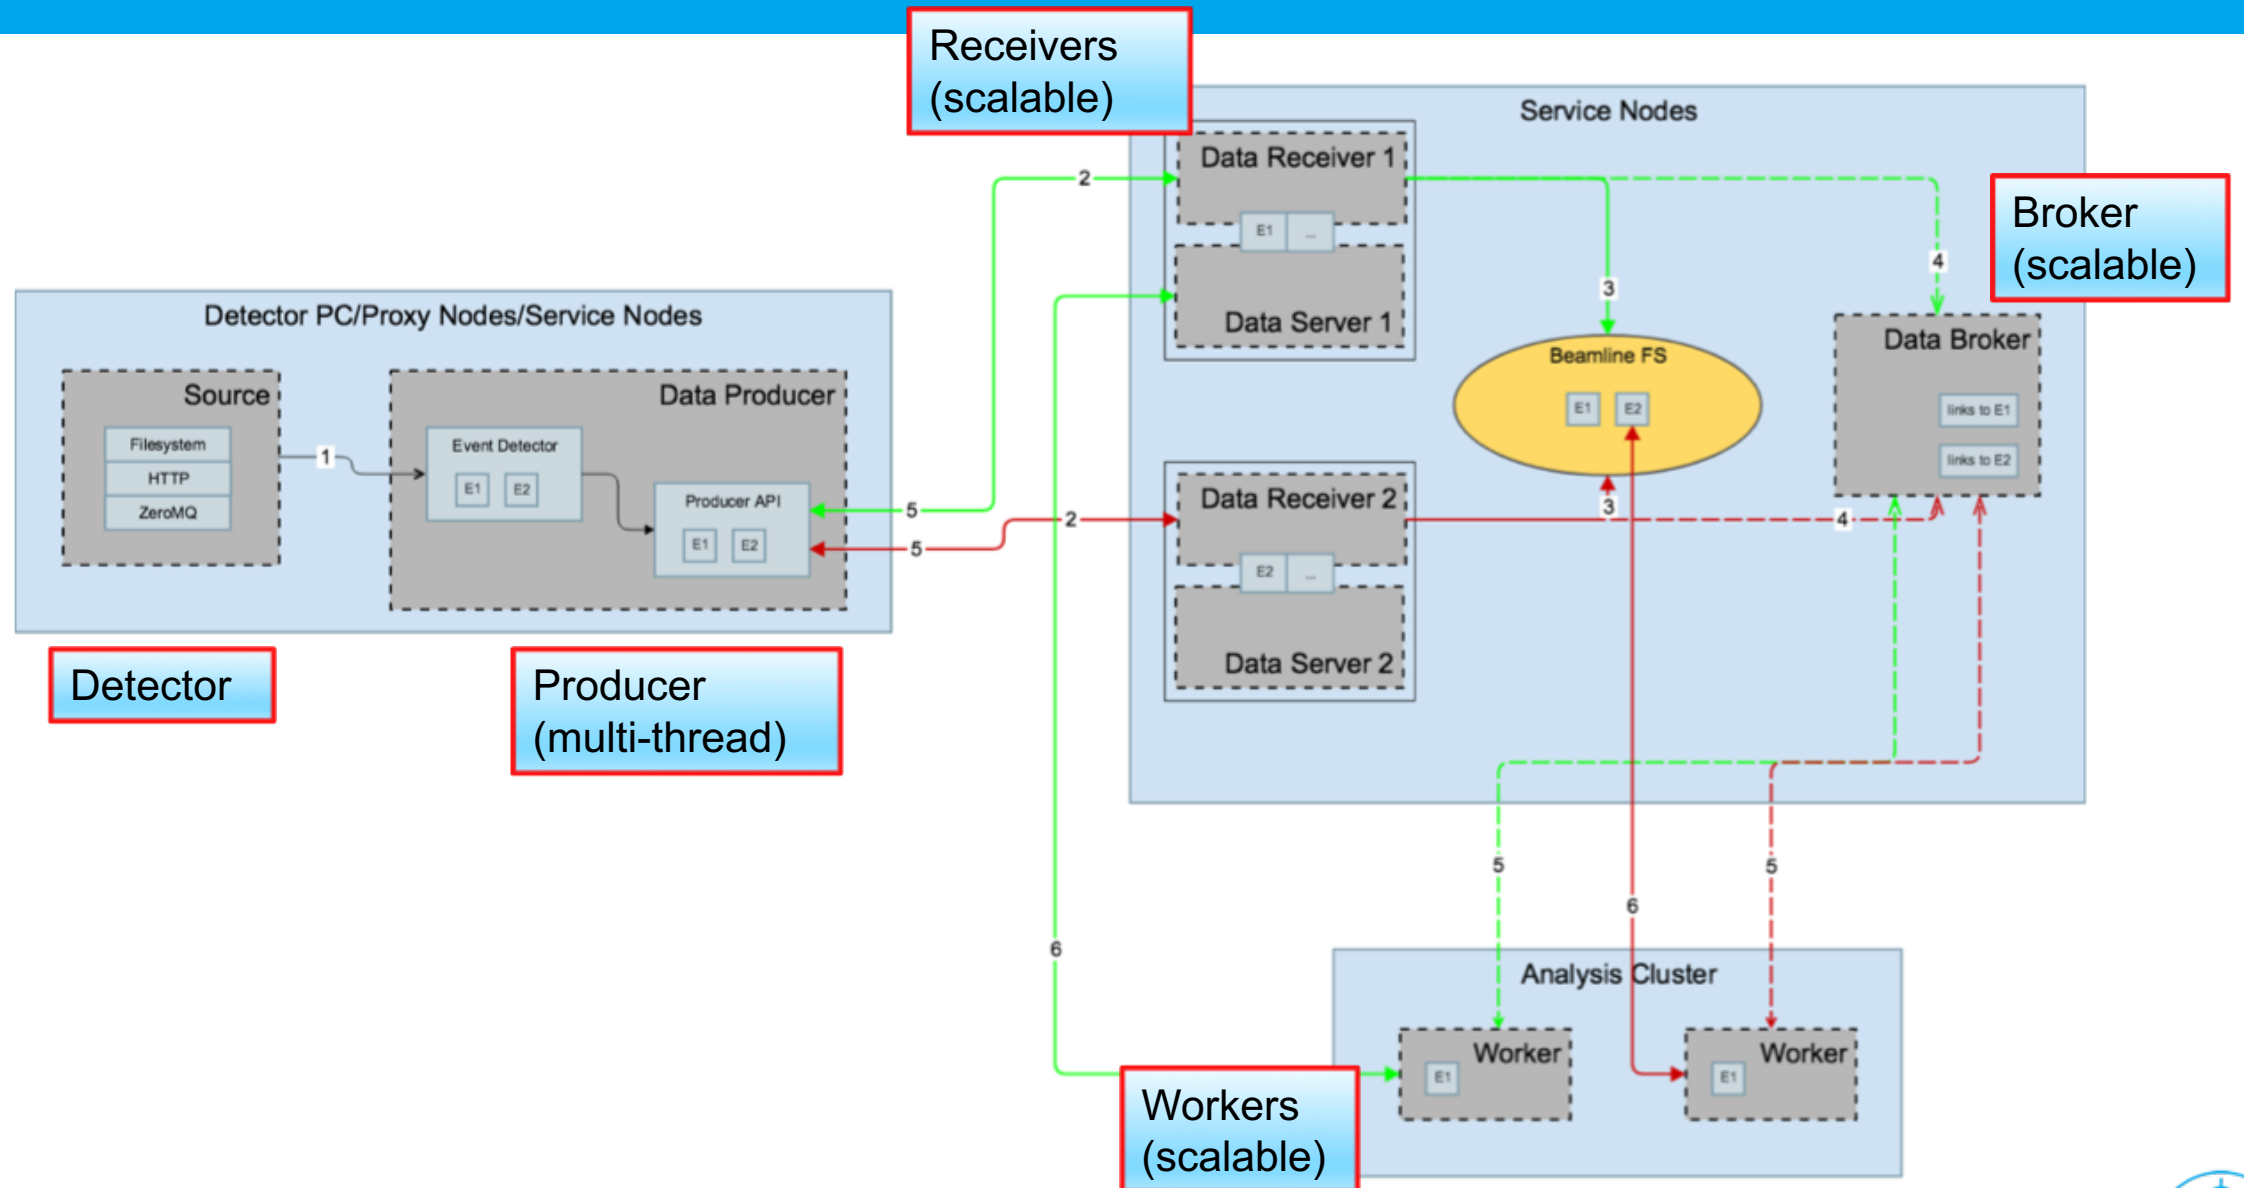 Receivers
(scalable)
Service Nodes
Data Receiver 1
E1
...
Data Server 1
2
3
4
Broker
(scalable)
Detector PC/Proxy Nodes/Service Nodes
Source
Filesystem
HTTP
ZeroMQ
1
Data Producer
Event Detector
E1
E2
Producer API
E1
E2
5
5
2
Beamline FS
E1
E2
Data Broker
links to E1
links to E2
Data Receiver 2
E2
...
Data Server 2
3
4
Detector
Producer
(multi-thread)
5
5
6
6
Analysis Cluster
Worker
E1
Worker
E1
Workers
(scalable)